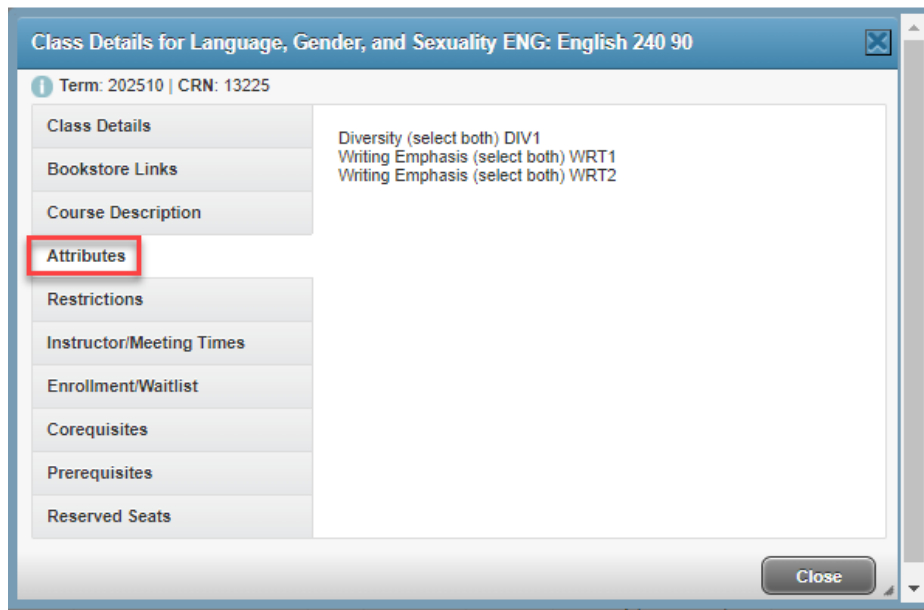 Class Details for Language, Gender, and Sexuality ENG: English 240 90
Term: 202510 | CRN: 13225
Class Details
Bookstore Links
Course Description
Attributes
Restrictions
Instructor/Meeting Times
Enrollment/Waitlist
Corequisites
Prerequisites
Reserved Seats
Diversity (select both) DIV1
Writing Emphasis (select both) WRT1
Writing Emphasis (select both) WRT2
Close